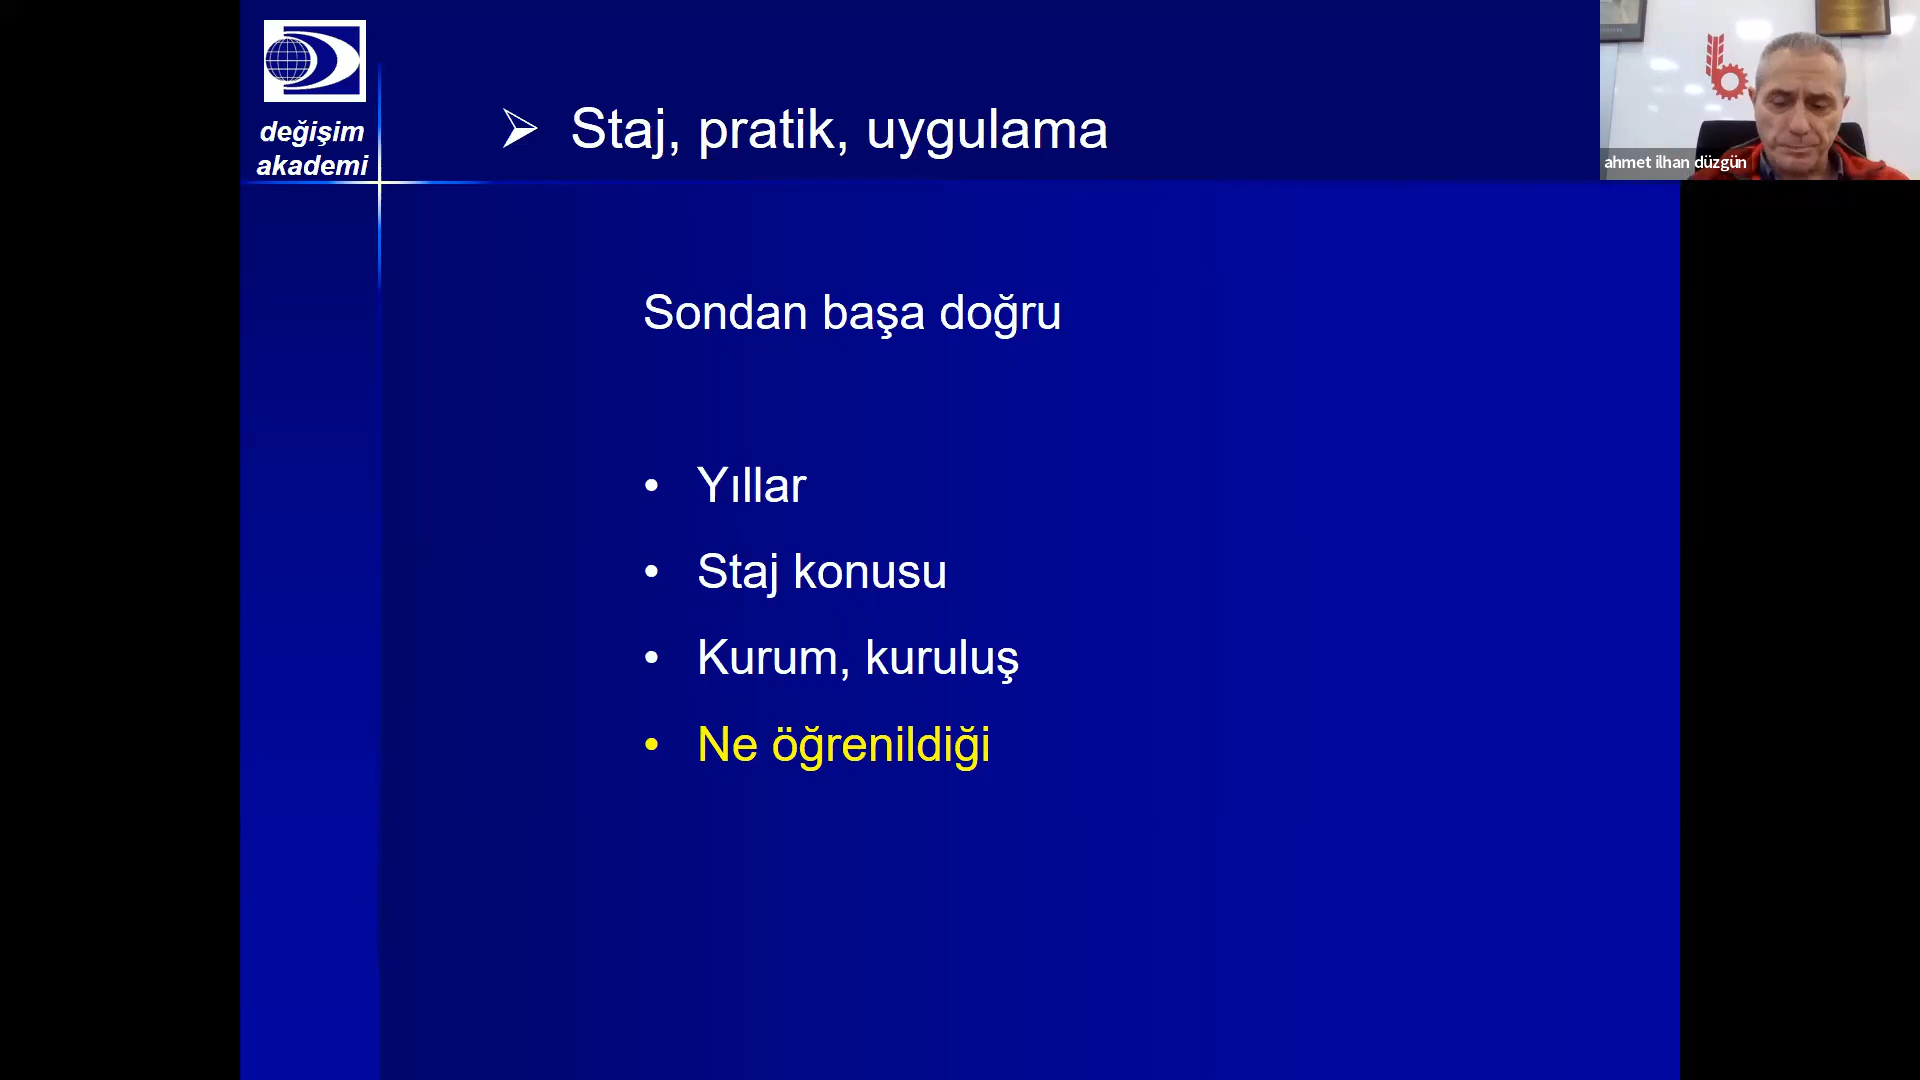 değişim
akademi
➢ Staj, pratik, uygulama
ahmet ilhan düzgün
Sondan başa doğru
• Yıllar
• Staj konusu
• Kurum, kuruluş
• Ne öğrenildiği